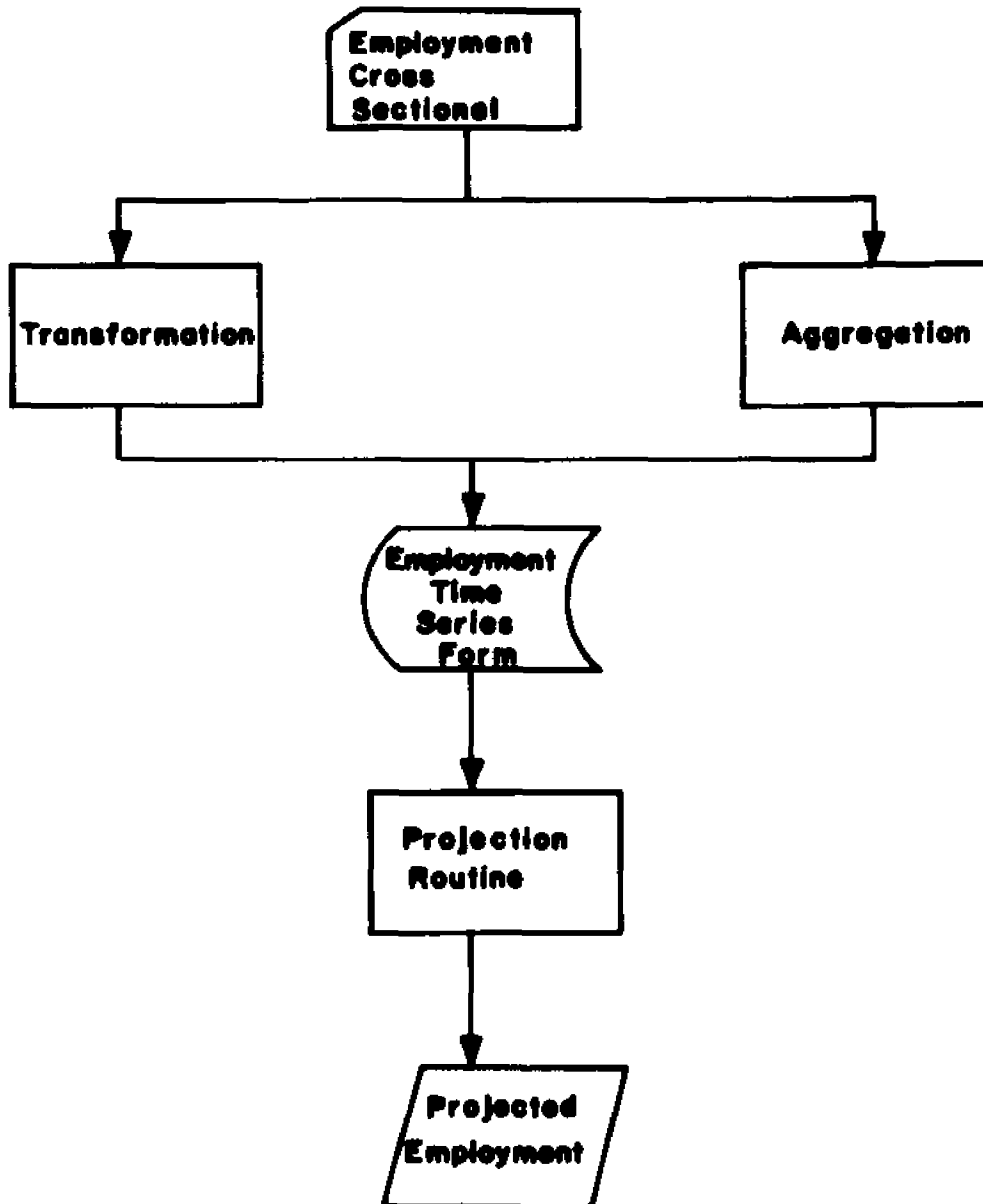 Employment
Cross
Sectional
Transformation
Aggregation
Employment
Time
Series
Form
Projection
Routine
Projected
Employment